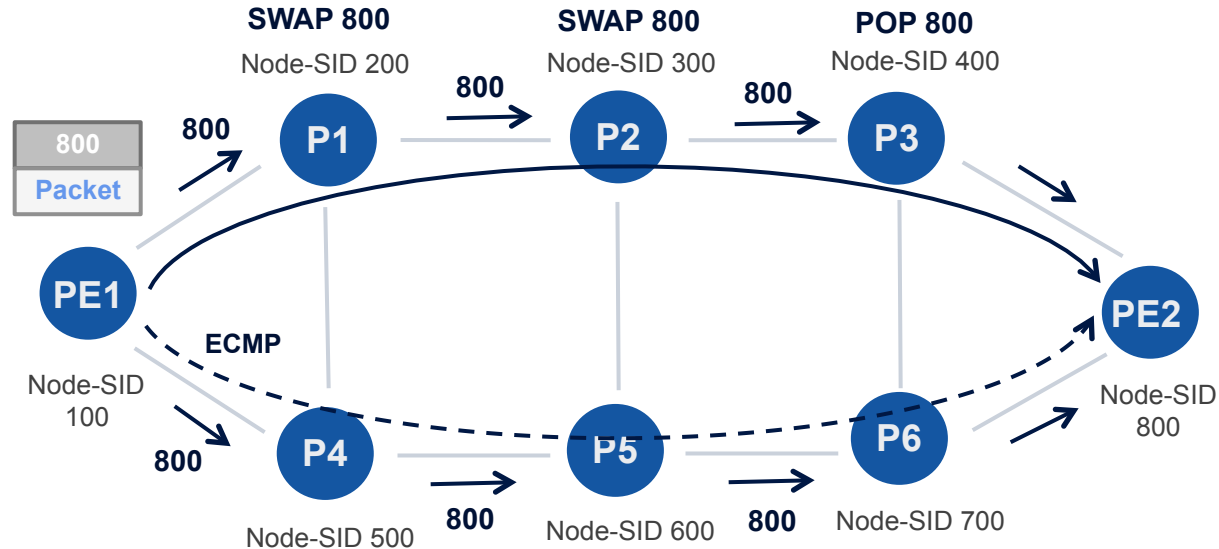 SWAP 800
SWAP 800
POP 800
Node-SID 200
Node-SID 300
Node-SID 400
800
800
800
800
Packet
P1
P2
P3
PE1
PE2
ECMP
Node-SID
100
Node-SID
800
800
P4
P5
P6
800
800
Node-SID 500
Node-SID 600
Node-SID 700